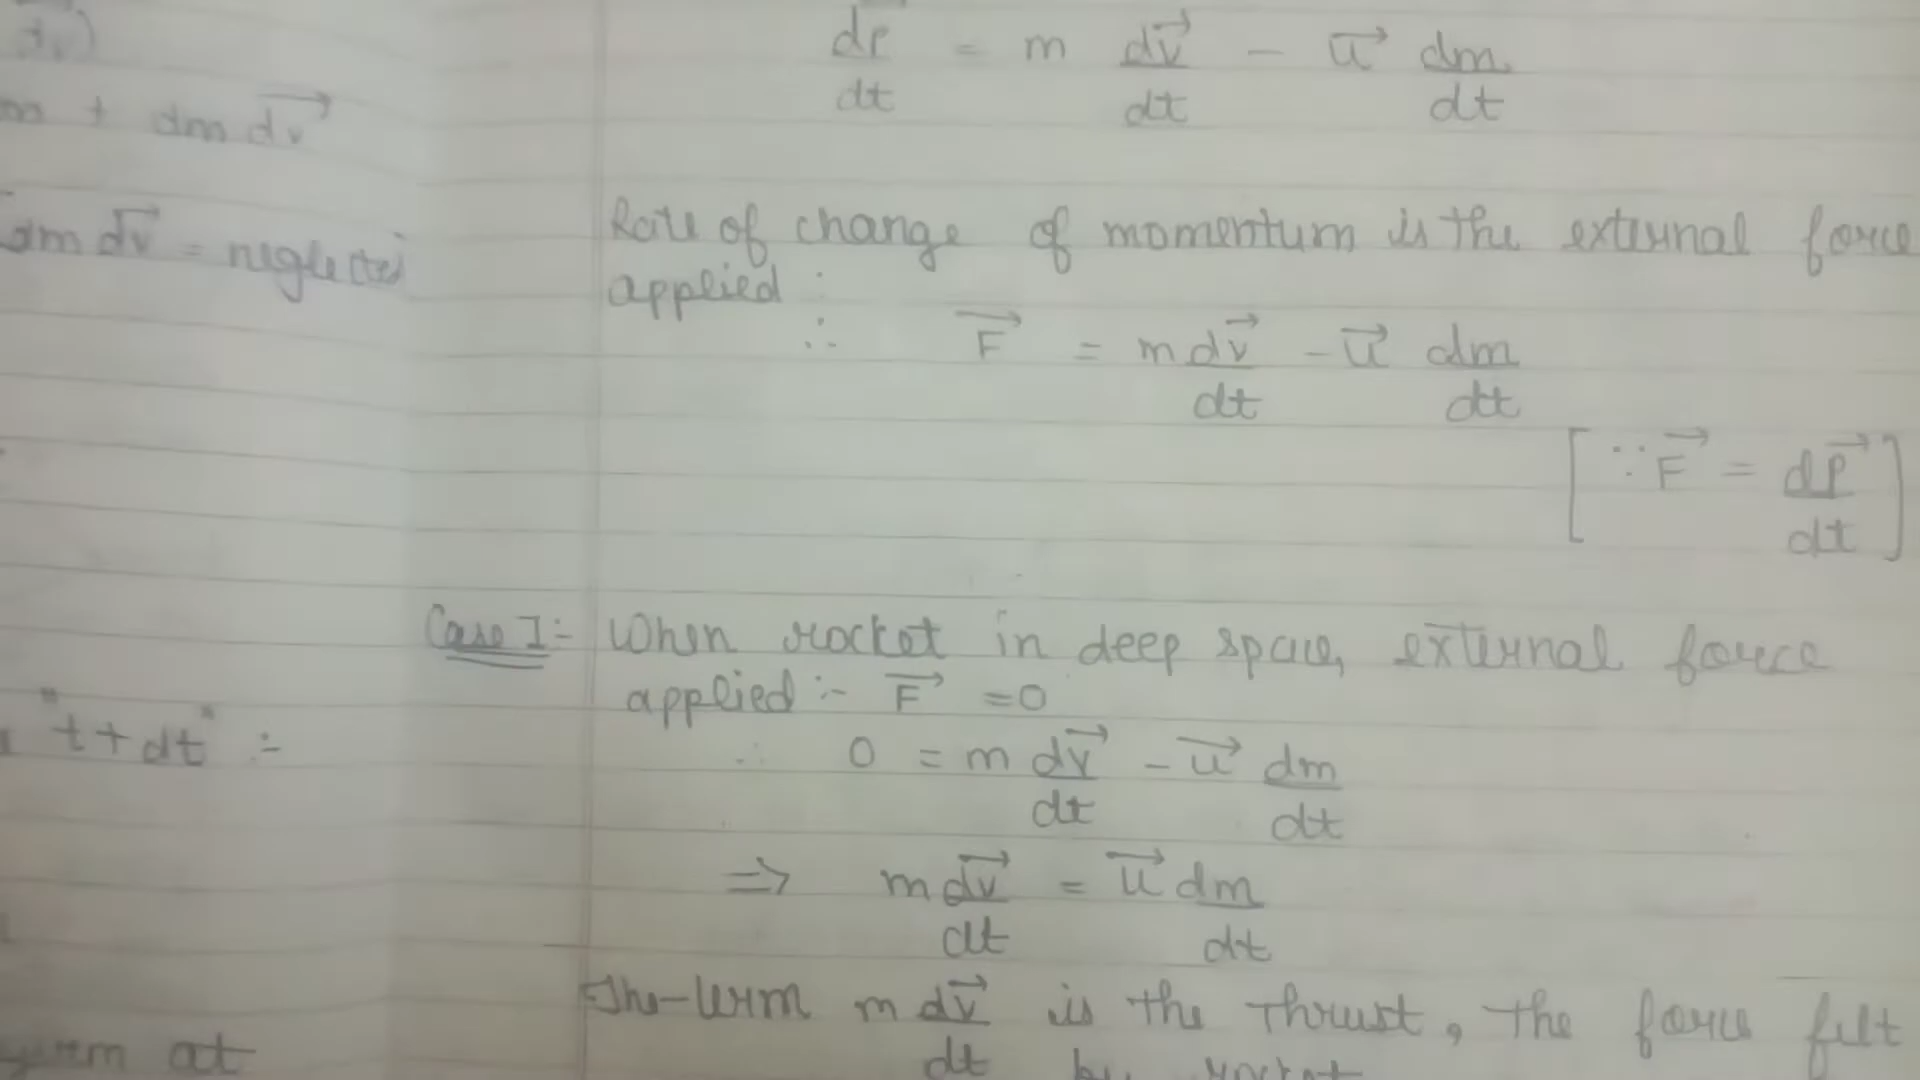 m + dm dv→
dm dv→ = neglected
"t+dt" :-
at
dp/dt = m dv→/dt - u→ dm/dt
Rate of change of momentum is the external force
applied :
∴ F→ = m dv→/dt - u→ dm/dt
[∵ F→ = dP→/dt]
Case I :- When rocket in deep space, external force
applied :- F→ = 0
∴ 0 = m dv→/dt - u→ dm/dt
=> m dv→/dt = u→ dm/dt
The term m dv→/dt is the thrust, the force felt
by rocket